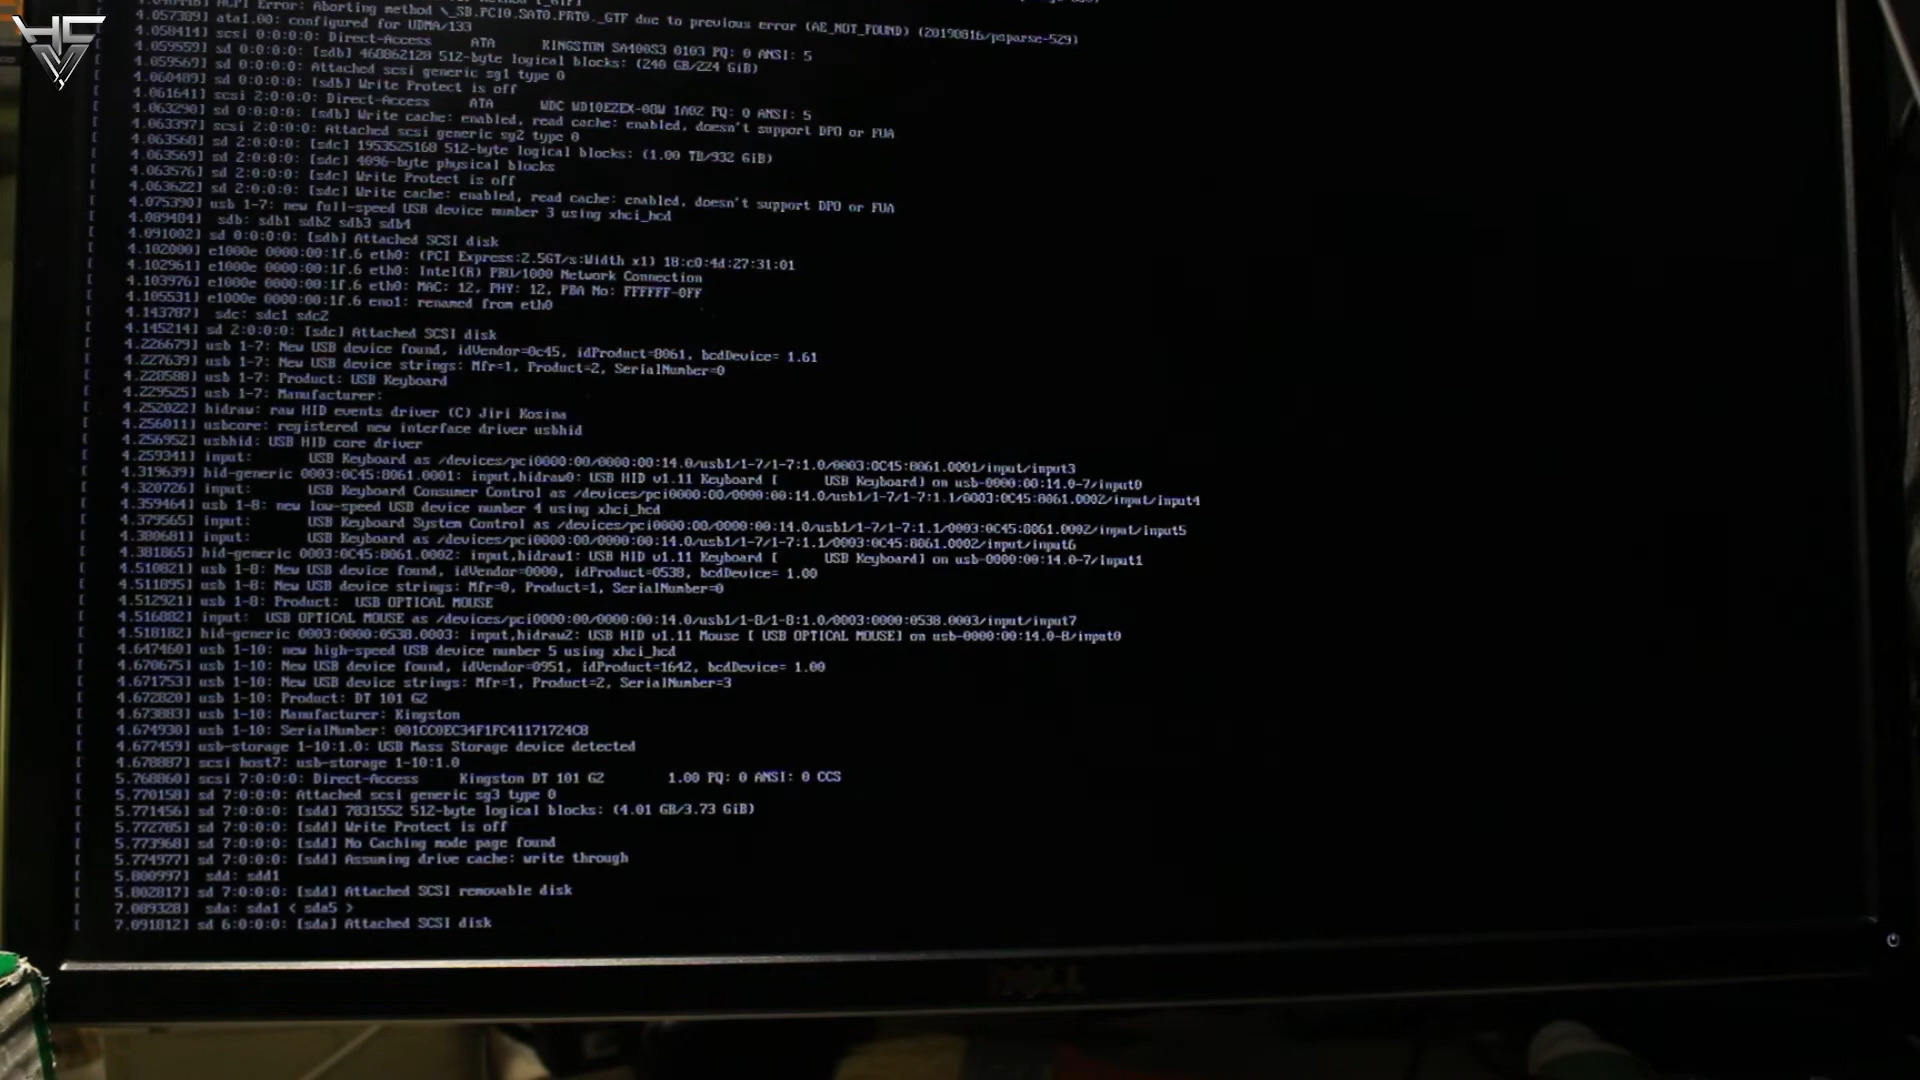 HC
ACPI Error: Aborting method \_SB.PCI0.SAT0.PRT0._GTF due to previous error (AE_NOT_FOUND) (20190816/psparse-529)
[    4.057389] ata1.00: configured for UDMA/133
[    4.058414] scsi 0:0:0:0: Direct-Access     ATA      KINGSTON SA400S3 0103 PQ: 0 ANSI: 5
[    4.059559] sd 0:0:0:0: [sdb] 468862128 512-byte logical blocks: (240 GB/224 GiB)
[    4.059569] sd 0:0:0:0: Attached scsi generic sg1 type 0
[    4.060489] sd 0:0:0:0: [sdb] Write Protect is off
[    4.061641] scsi 2:0:0:0: Direct-Access     ATA      WDC WD10EZEX-08W 1A02 PQ: 0 ANSI: 5
[    4.063290] sd 0:0:0:0: [sdb] Write cache: enabled, read cache: enabled, doesn't support DPO or FUA
[    4.063397] scsi 2:0:0:0: Attached scsi generic sg2 type 0
[    4.063568] sd 2:0:0:0: [sdc] 1953525168 512-byte logical blocks: (1.00 TB/932 GiB)
[    4.063569] sd 2:0:0:0: [sdc] 4096-byte physical blocks
[    4.063576] sd 2:0:0:0: [sdc] Write Protect is off
[    4.063622] sd 2:0:0:0: [sdc] Write cache: enabled, read cache: enabled, doesn't support DPO or FUA
[    4.075390] usb 1-7: new full-speed USB device number 3 using xhci_hcd
[    4.089484]  sdb: sdb1 sdb2 sdb3 sdb4
[    4.091002] sd 0:0:0:0: [sdb] Attached SCSI disk
[    4.102000] e1000e 0000:00:1f.6 eth0: (PCI Express:2.5GT/s:Width x1) 18:c0:4d:27:31:01
[    4.102961] e1000e 0000:00:1f.6 eth0: Intel(R) PRO/1000 Network Connection
[    4.103976] e1000e 0000:00:1f.6 eth0: MAC: 12, PHY: 12, PBA No: FFFFFF-0FF
[    4.105531] e1000e 0000:00:1f.6 eno1: renamed from eth0
[    4.143787]  sdc: sdc1 sdc2
[    4.145214] sd 2:0:0:0: [sdc] Attached SCSI disk
[    4.226679] usb 1-7: New USB device found, idVendor=0c45, idProduct=8061, bcdDevice= 1.61
[    4.227639] usb 1-7: New USB device strings: Mfr=1, Product=2, SerialNumber=0
[    4.228588] usb 1-7: Product: USB Keyboard
[    4.229525] usb 1-7: Manufacturer:
[    4.252022] hidraw: raw HID events driver (C) Jiri Kosina
[    4.256011] usbcore: registered new interface driver usbhid
[    4.256952] usbhid: USB HID core driver
[    4.259341] input:        USB Keyboard as /devices/pci0000:00/0000:00:14.0/usb1/1-7/1-7:1.0/0003:0C45:8061.0001/input/input3
[    4.319639] hid-generic 0003:0C45:8061.0001: input,hidraw0: USB HID v1.11 Keyboard [       USB Keyboard] on usb-0000:00:14.0-7/input0
[    4.320726] input:        USB Keyboard Consumer Control as /devices/pci0000:00/0000:00:14.0/usb1/1-7/1-7:1.1/0003:0C45:8061.0002/input/input4
[    4.359464] usb 1-8: new low-speed USB device number 4 using xhci_hcd
[    4.379565] input:        USB Keyboard System Control as /devices/pci0000:00/0000:00:14.0/usb1/1-7/1-7:1.1/0003:0C45:8061.0002/input/input5
[    4.380681] input:        USB Keyboard as /devices/pci0000:00/0000:00:14.0/usb1/1-7/1-7:1.1/0003:0C45:8061.0002/input/input6
[    4.381865] hid-generic 0003:0C45:8061.0002: input,hidraw1: USB HID v1.11 Keyboard [       USB Keyboard] on usb-0000:00:14.0-7/input1
[    4.510821] usb 1-8: New USB device found, idVendor=0000, idProduct=0538, bcdDevice= 1.00
[    4.511895] usb 1-8: New USB device strings: Mfr=0, Product=1, SerialNumber=0
[    4.512921] usb 1-8: Product:  USB OPTICAL MOUSE
[    4.516882] input:  USB OPTICAL MOUSE as /devices/pci0000:00/0000:00:14.0/usb1/1-8/1-8:1.0/0003:0000:0538.0003/input/input7
[    4.518182] hid-generic 0003:0000:0538.0003: input,hidraw2: USB HID v1.11 Mouse [ USB OPTICAL MOUSE] on usb-0000:00:14.0-8/input0
[    4.647460] usb 1-10: new high-speed USB device number 5 using xhci_hcd
[    4.670675] usb 1-10: New USB device found, idVendor=0951, idProduct=1642, bcdDevice= 1.00
[    4.671753] usb 1-10: New USB device strings: Mfr=1, Product=2, SerialNumber=3
[    4.672820] usb 1-10: Product: DT 101 G2
[    4.673883] usb 1-10: Manufacturer: Kingston
[    4.674930] usb 1-10: SerialNumber: 001CC0EC34F1FC41171724C8
[    4.677459] usb-storage 1-10:1.0: USB Mass Storage device detected
[    4.678887] scsi host7: usb-storage 1-10:1.0
[    5.768860] scsi 7:0:0:0: Direct-Access     Kingston DT 101 G2        1.00 PQ: 0 ANSI: 0 CCS
[    5.770158] sd 7:0:0:0: Attached scsi generic sg3 type 0
[    5.771456] sd 7:0:0:0: [sdd] 7831552 512-byte logical blocks: (4.01 GB/3.73 GiB)
[    5.772785] sd 7:0:0:0: [sdd] Write Protect is off
[    5.773968] sd 7:0:0:0: [sdd] No Caching mode page found
[    5.774977] sd 7:0:0:0: [sdd] Assuming drive cache: write through
[    5.800997]  sdd: sdd1
[    5.802817] sd 7:0:0:0: [sdd] Attached SCSI removable disk
[    7.089328]  sda: sda1 < sda5 >
[    7.091812] sd 6:0:0:0: [sda] Attached SCSI disk
DELL